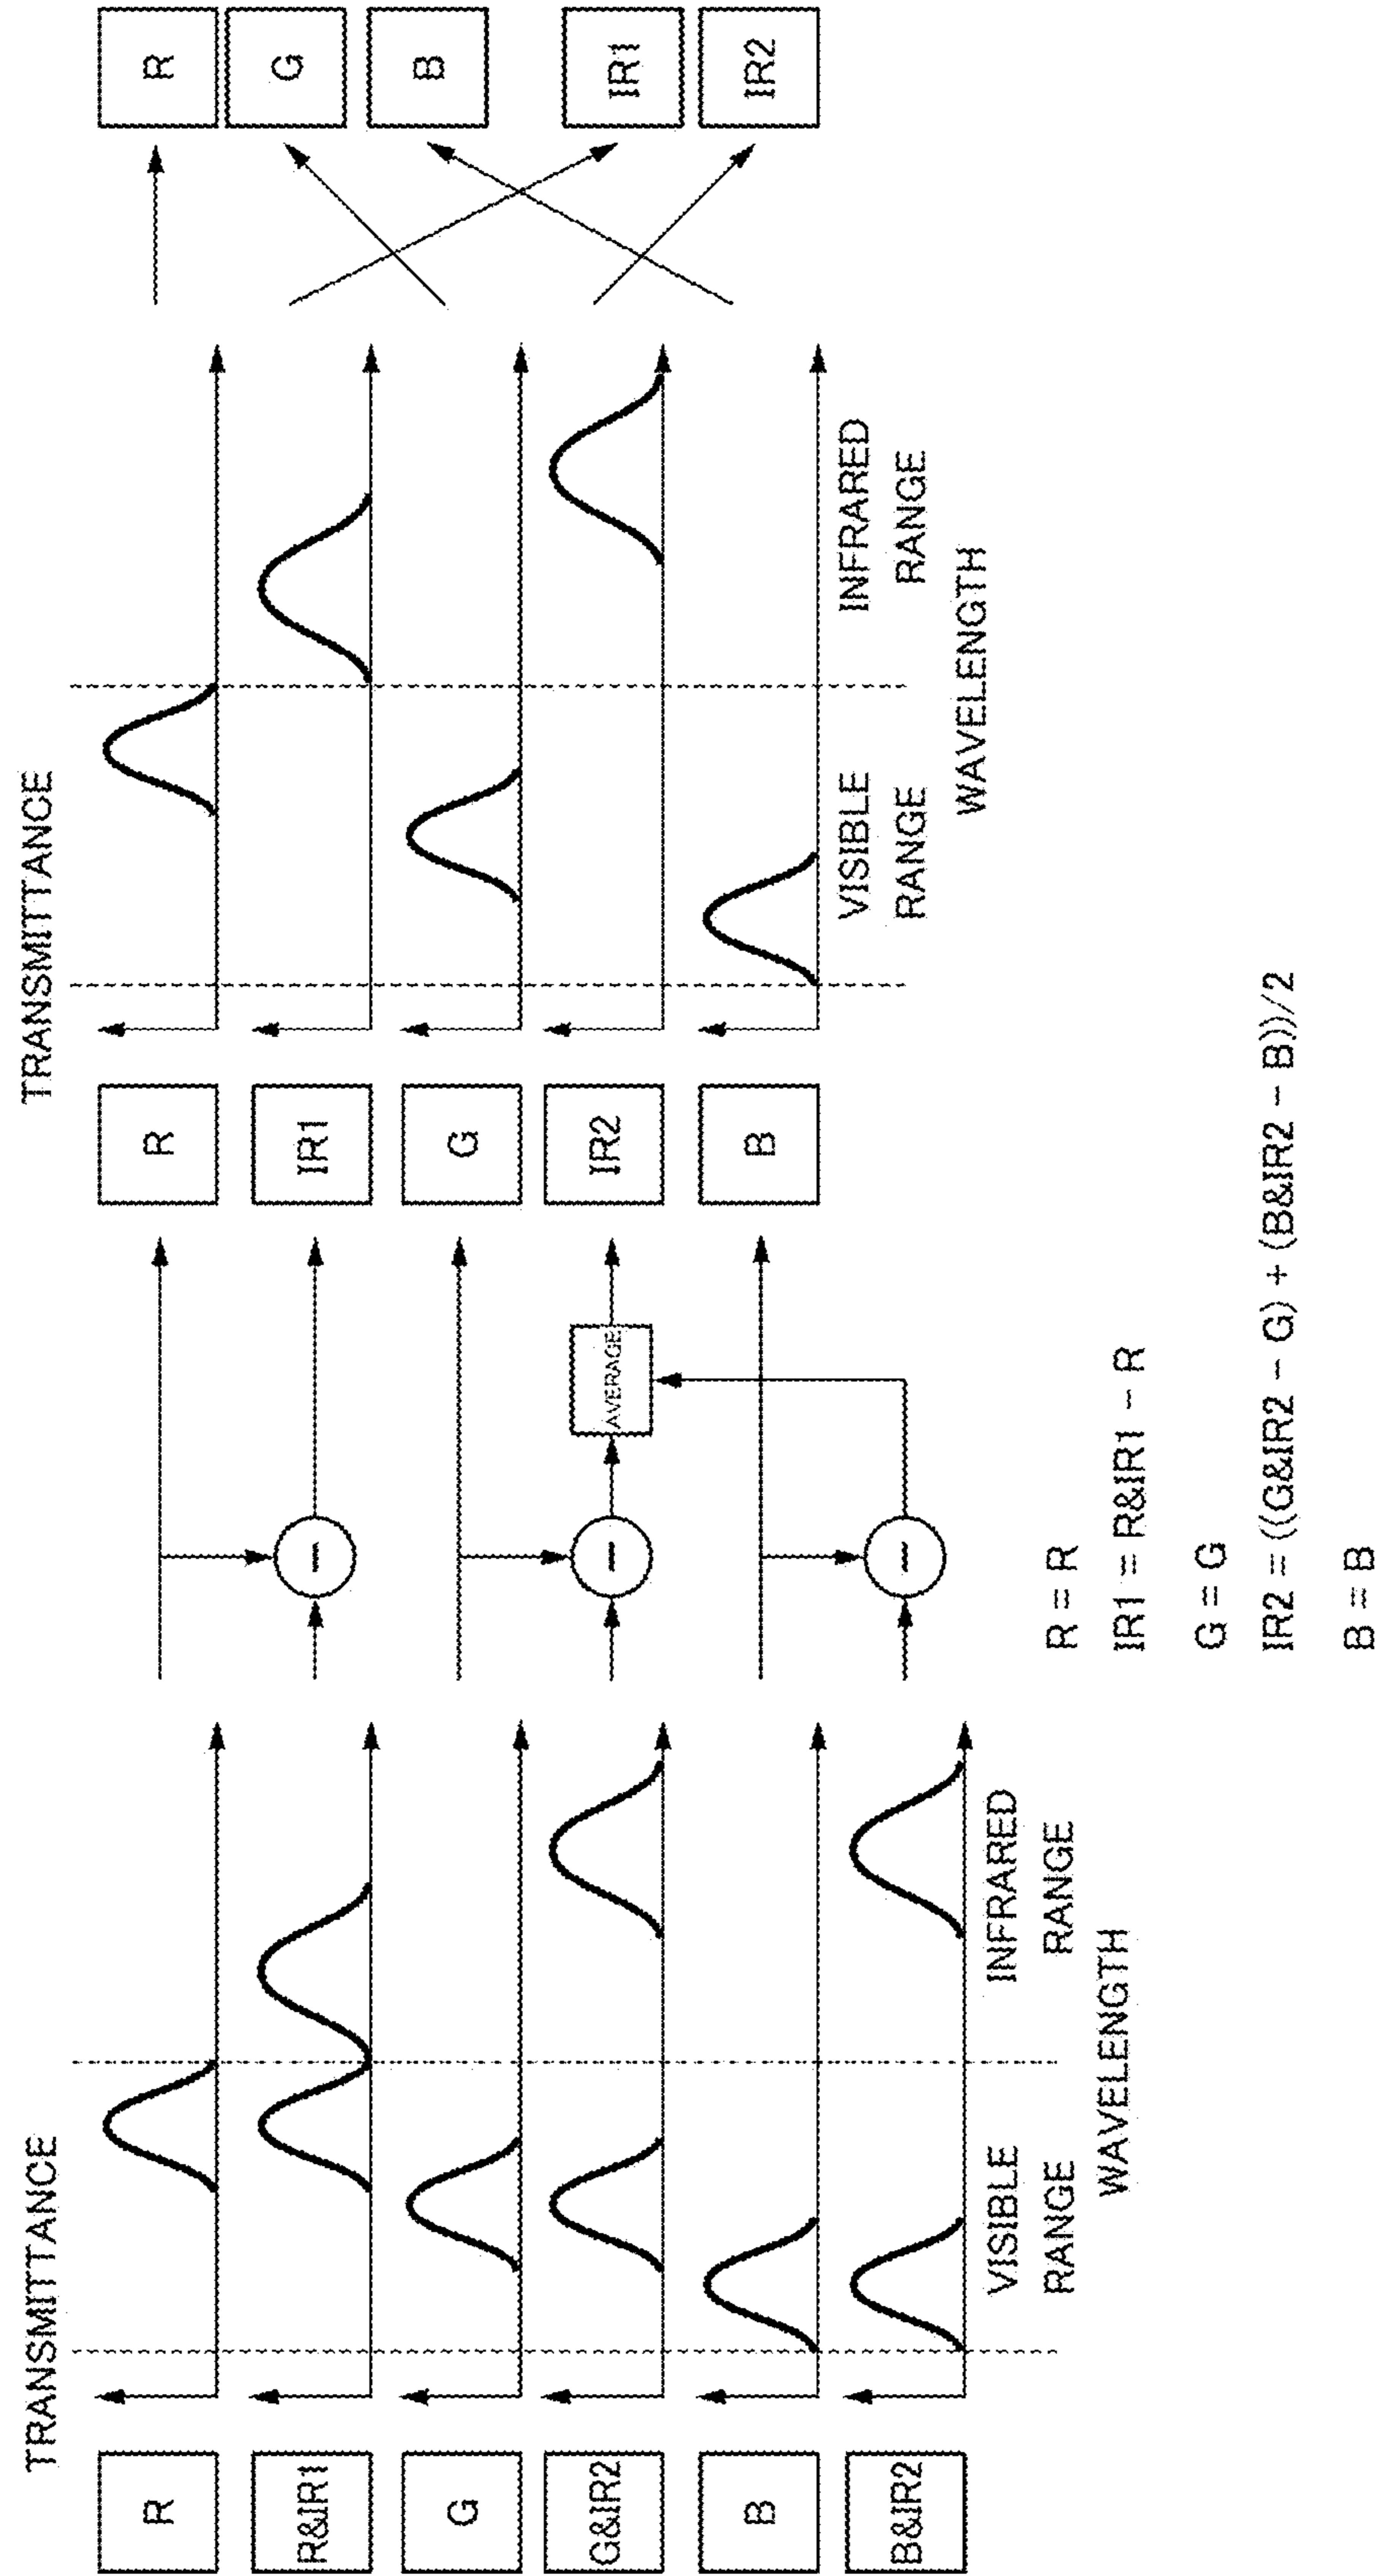 TRANSMITTANCE
R
R&IR1
G
G&IR2
B
B&IR2
VISIBLE
RANGE
INFRARED
RANGE
WAVELENGTH
AVERAGE
R = R
IR1 = R&IR1 - R
G = G
IR2 = ((G&IR2 - G) + (B&IR2 - B))/2
B = B
TRANSMITTANCE
R
IR1
G
IR2
B
VISIBLE
RANGE
INFRARED
RANGE
WAVELENGTH
R
G
B
IR1
IR2